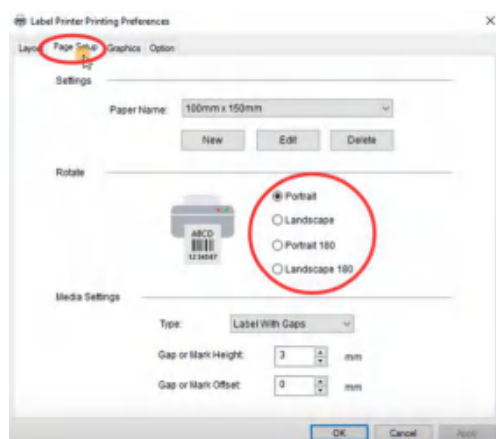 Label Printer Printing Preferences
Layout Page Setup Graphics Option
Settings
Paper Name: 100mm x 150mm
New Edit Delete
Rotate
Portrait
Landscape
Portrait 180
Landscape 180
ABCD
1234567
Media Settings
Type: Label With Gaps
Gap or Mark Height: 3 mm
Gap or Mark Offset: 0 mm
OK Cancel Apply